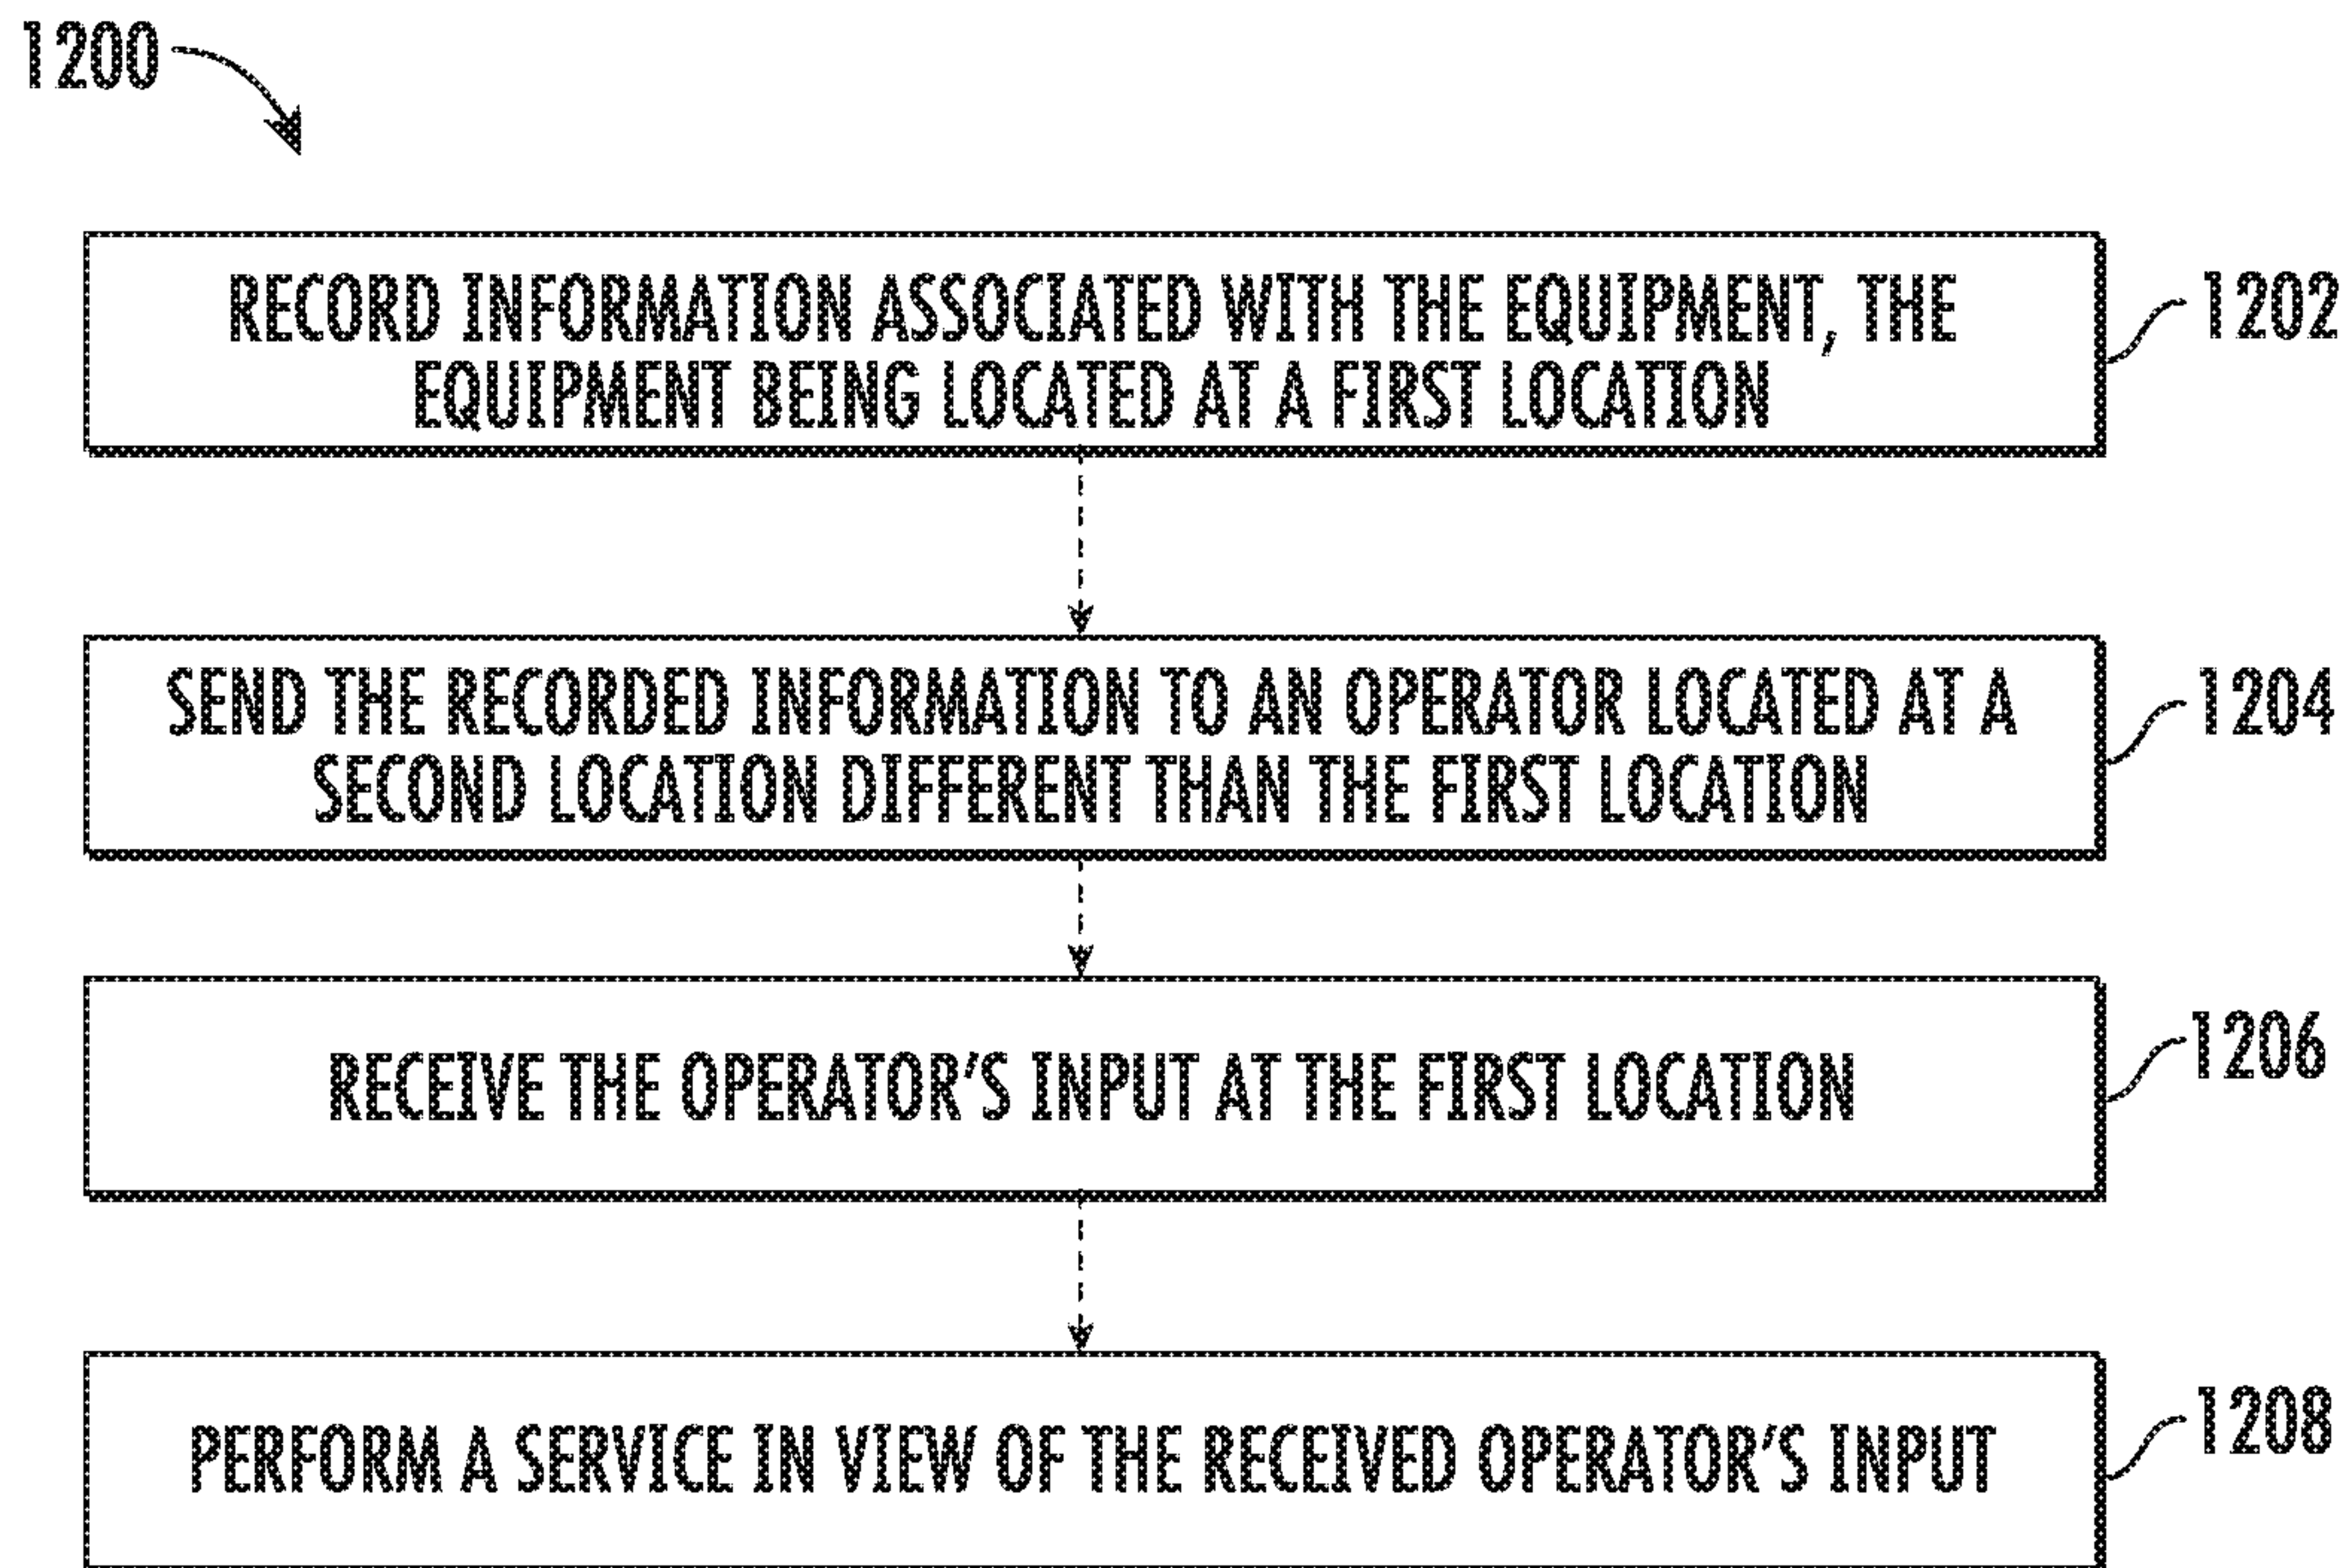 1200
RECORD INFORMATION ASSOCIATED WITH THE EQUIPMENT, THE
EQUIPMENT BEING LOCATED AT A FIRST LOCATION
1202
SEND THE RECORDED INFORMATION TO AN OPERATOR LOCATED AT A
SECOND LOCATION DIFFERENT THAN THE FIRST LOCATION
1204
RECEIVE THE OPERATOR'S INPUT AT THE FIRST LOCATION
1206
PERFORM A SERVICE IN VIEW OF THE RECEIVED OPERATOR'S INPUT
1208